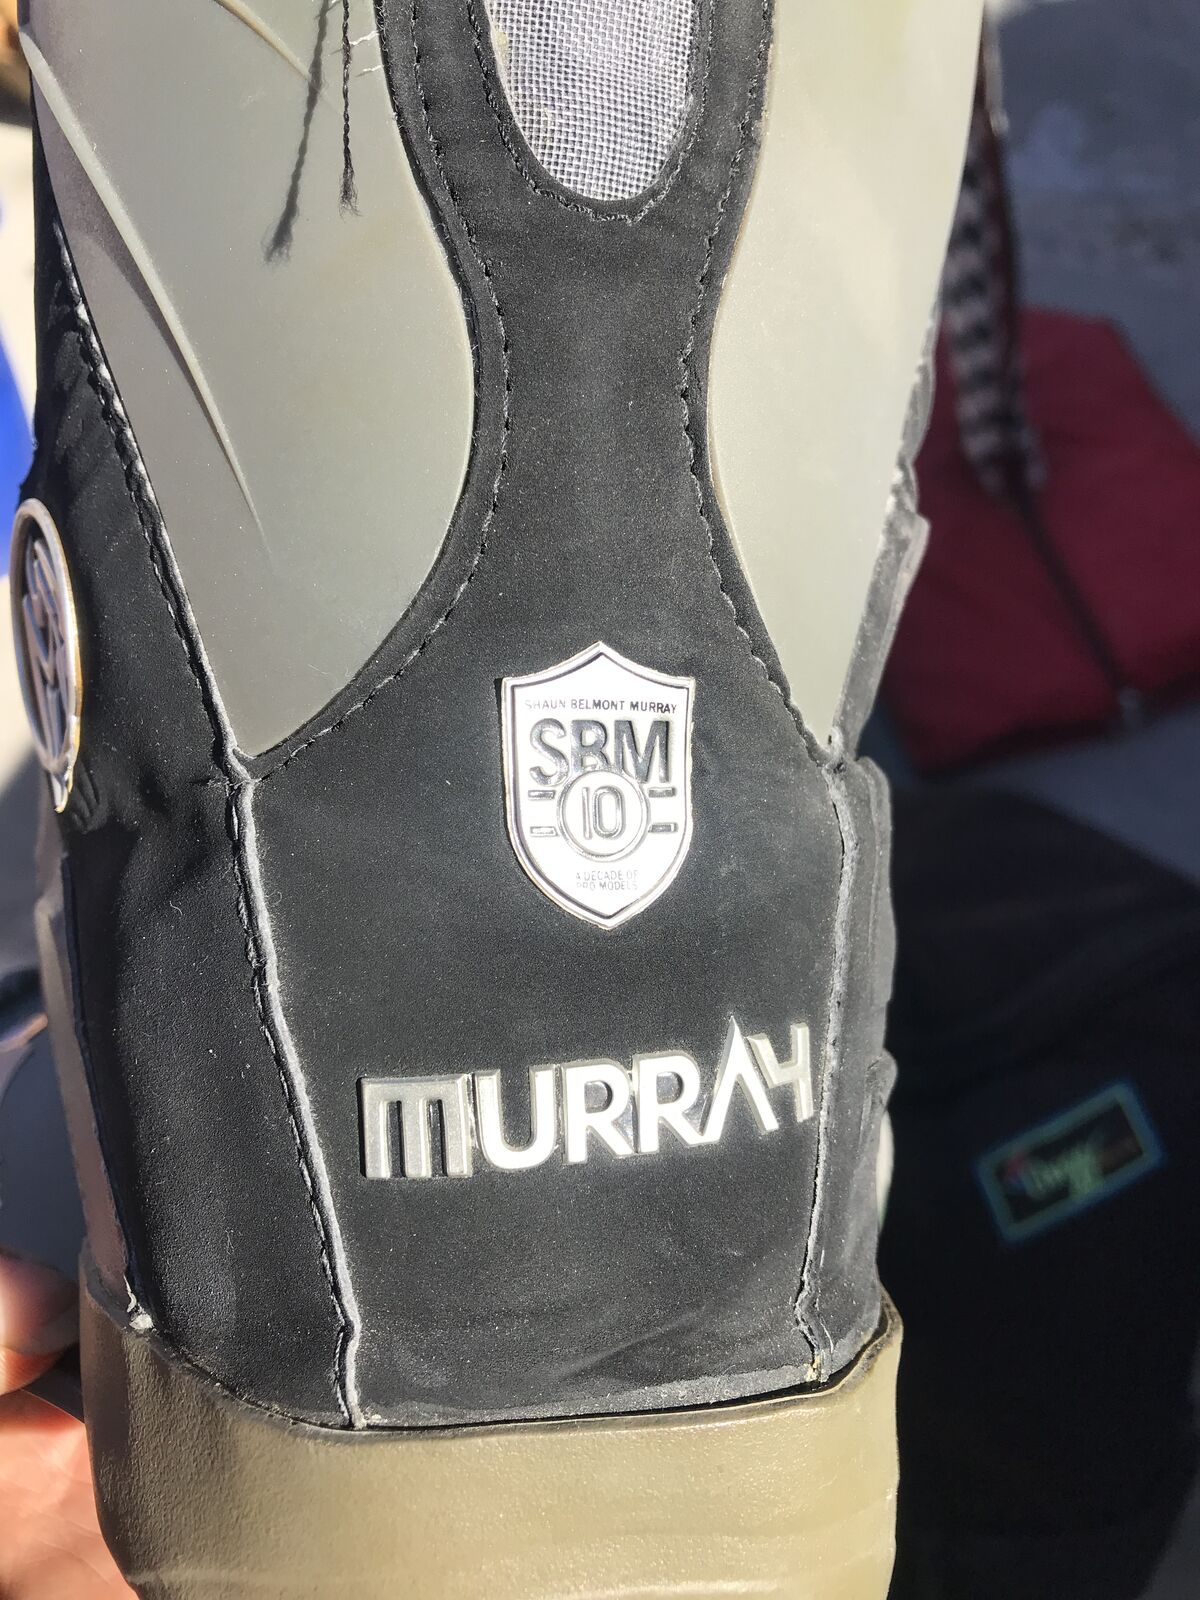 SHAUN BELMONT MURRAY
SBM
10
A DECADE OF
PRO MODELS
MURRAY